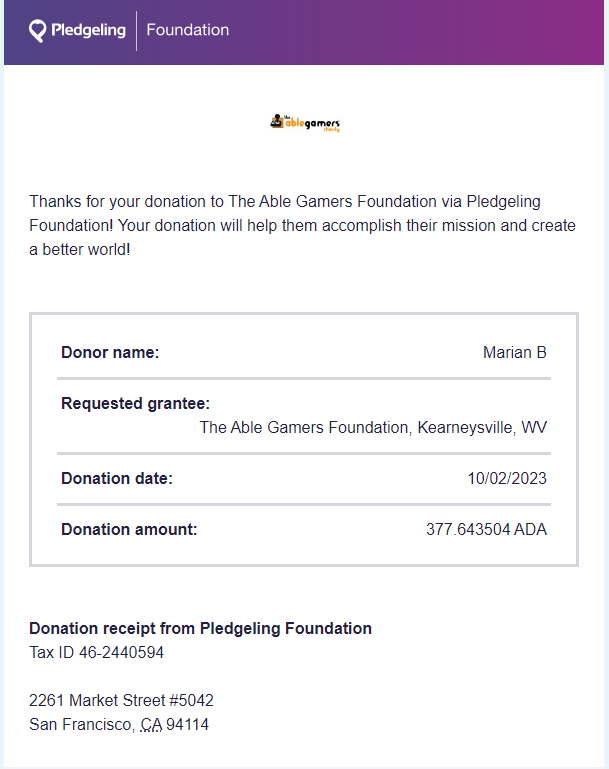 Pledgeling Foundation
the
ablegamers
charity
Thanks for your donation to The Able Gamers Foundation via Pledgeling
Foundation! Your donation will help them accomplish their mission and create
a better world!
Donor name: Marian B
Requested grantee:
The Able Gamers Foundation, Kearneysville, WV
Donation date: 10/02/2023
Donation amount: 377.643504 ADA
Donation receipt from Pledgeling Foundation
Tax ID 46-2440594
2261 Market Street #5042
San Francisco, CA 94114